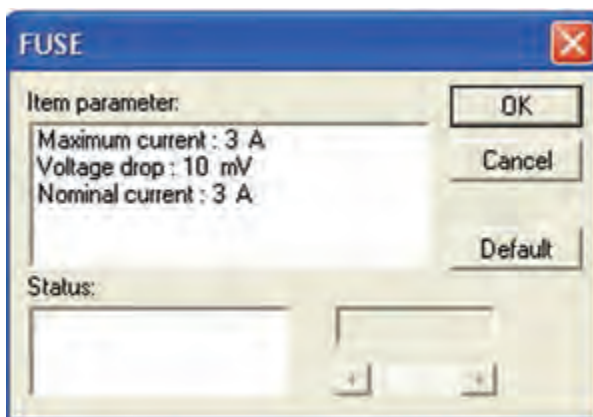 FUSE
Item parameter:
Maximum current : 3 A
Voltage drop : 10 mV
Nominal current : 3 A
OK
Cancel
Default
Status: